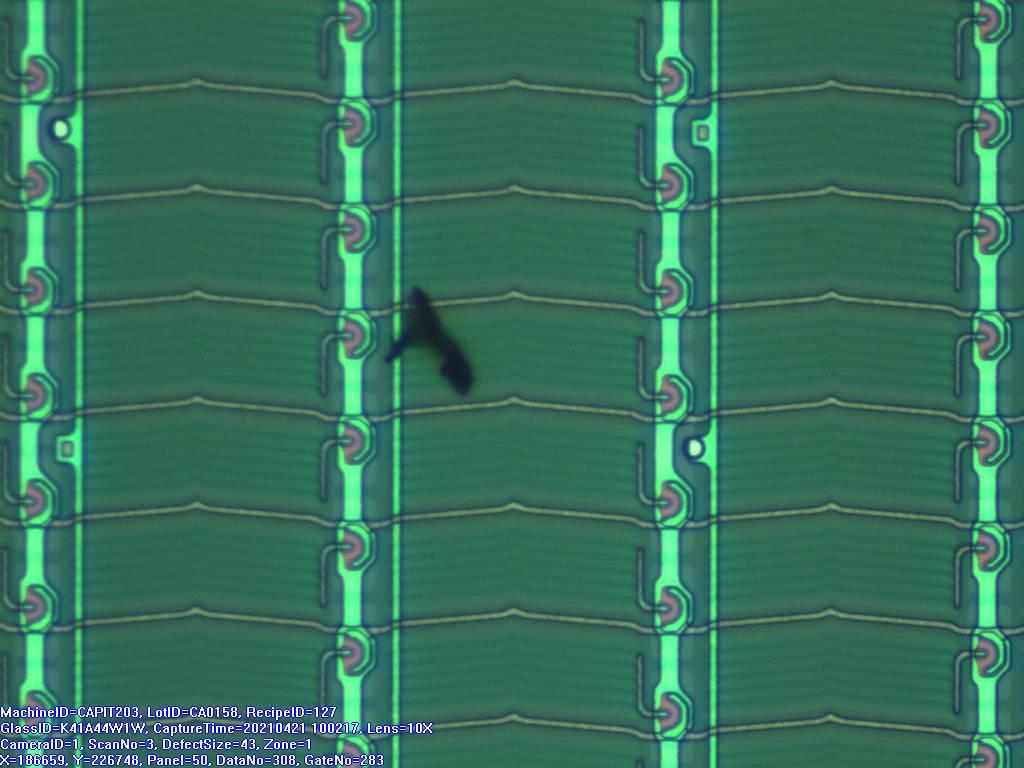 MachineID=CAPIT203, LotID=CA0158, RecipeID=127
GlassID=K41A44W1W, CaptureTime=20210421 100217, Lens=10X
CameraID=1, ScanNo=3, DefectSize=43, Zone=1
X=186659, Y=226748, Panel=50, DataNo=308, GateNo=283